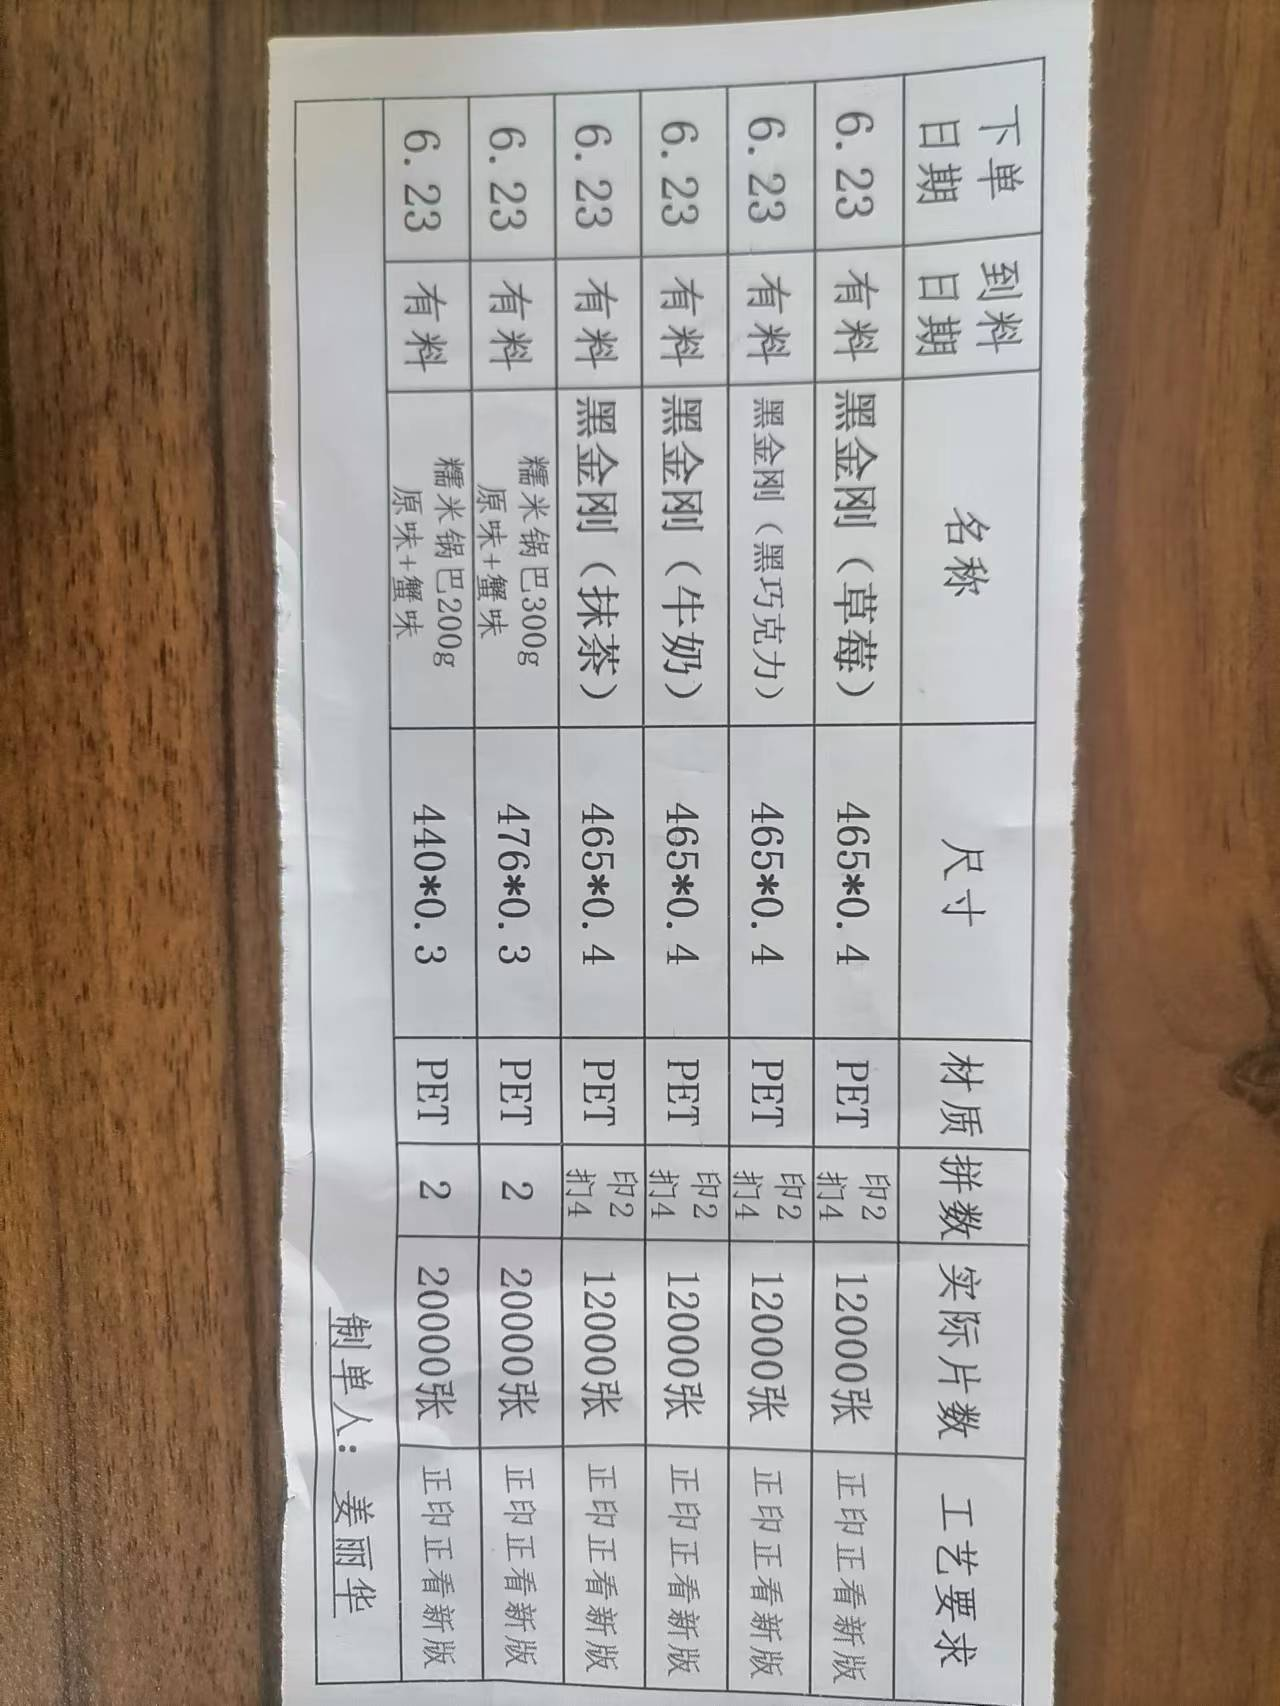 下单日期 到料日期 名称 尺寸 材质 拼数 实际片数 工艺要求
6.23 有料 黑金刚（草莓） 465*0.4 PET 印2扪4 12000张 正印正看新版
6.23 有料 黑金刚（黑巧克力） 465*0.4 PET 印2扪4 12000张 正印正看新版
6.23 有料 黑金刚（牛奶） 465*0.4 PET 印2扪4 12000张 正印正看新版
6.23 有料 黑金刚（抹茶） 465*0.4 PET 印2扪4 12000张 正印正看新版
6.23 有料 糯米锅巴300g原味+蟹味 476*0.3 PET 2 20000张 正印正看新版
6.23 有料 糯米锅巴200g原味+蟹味 440*0.3 PET 2 20000张 正印正看新版
制单人：姜丽华